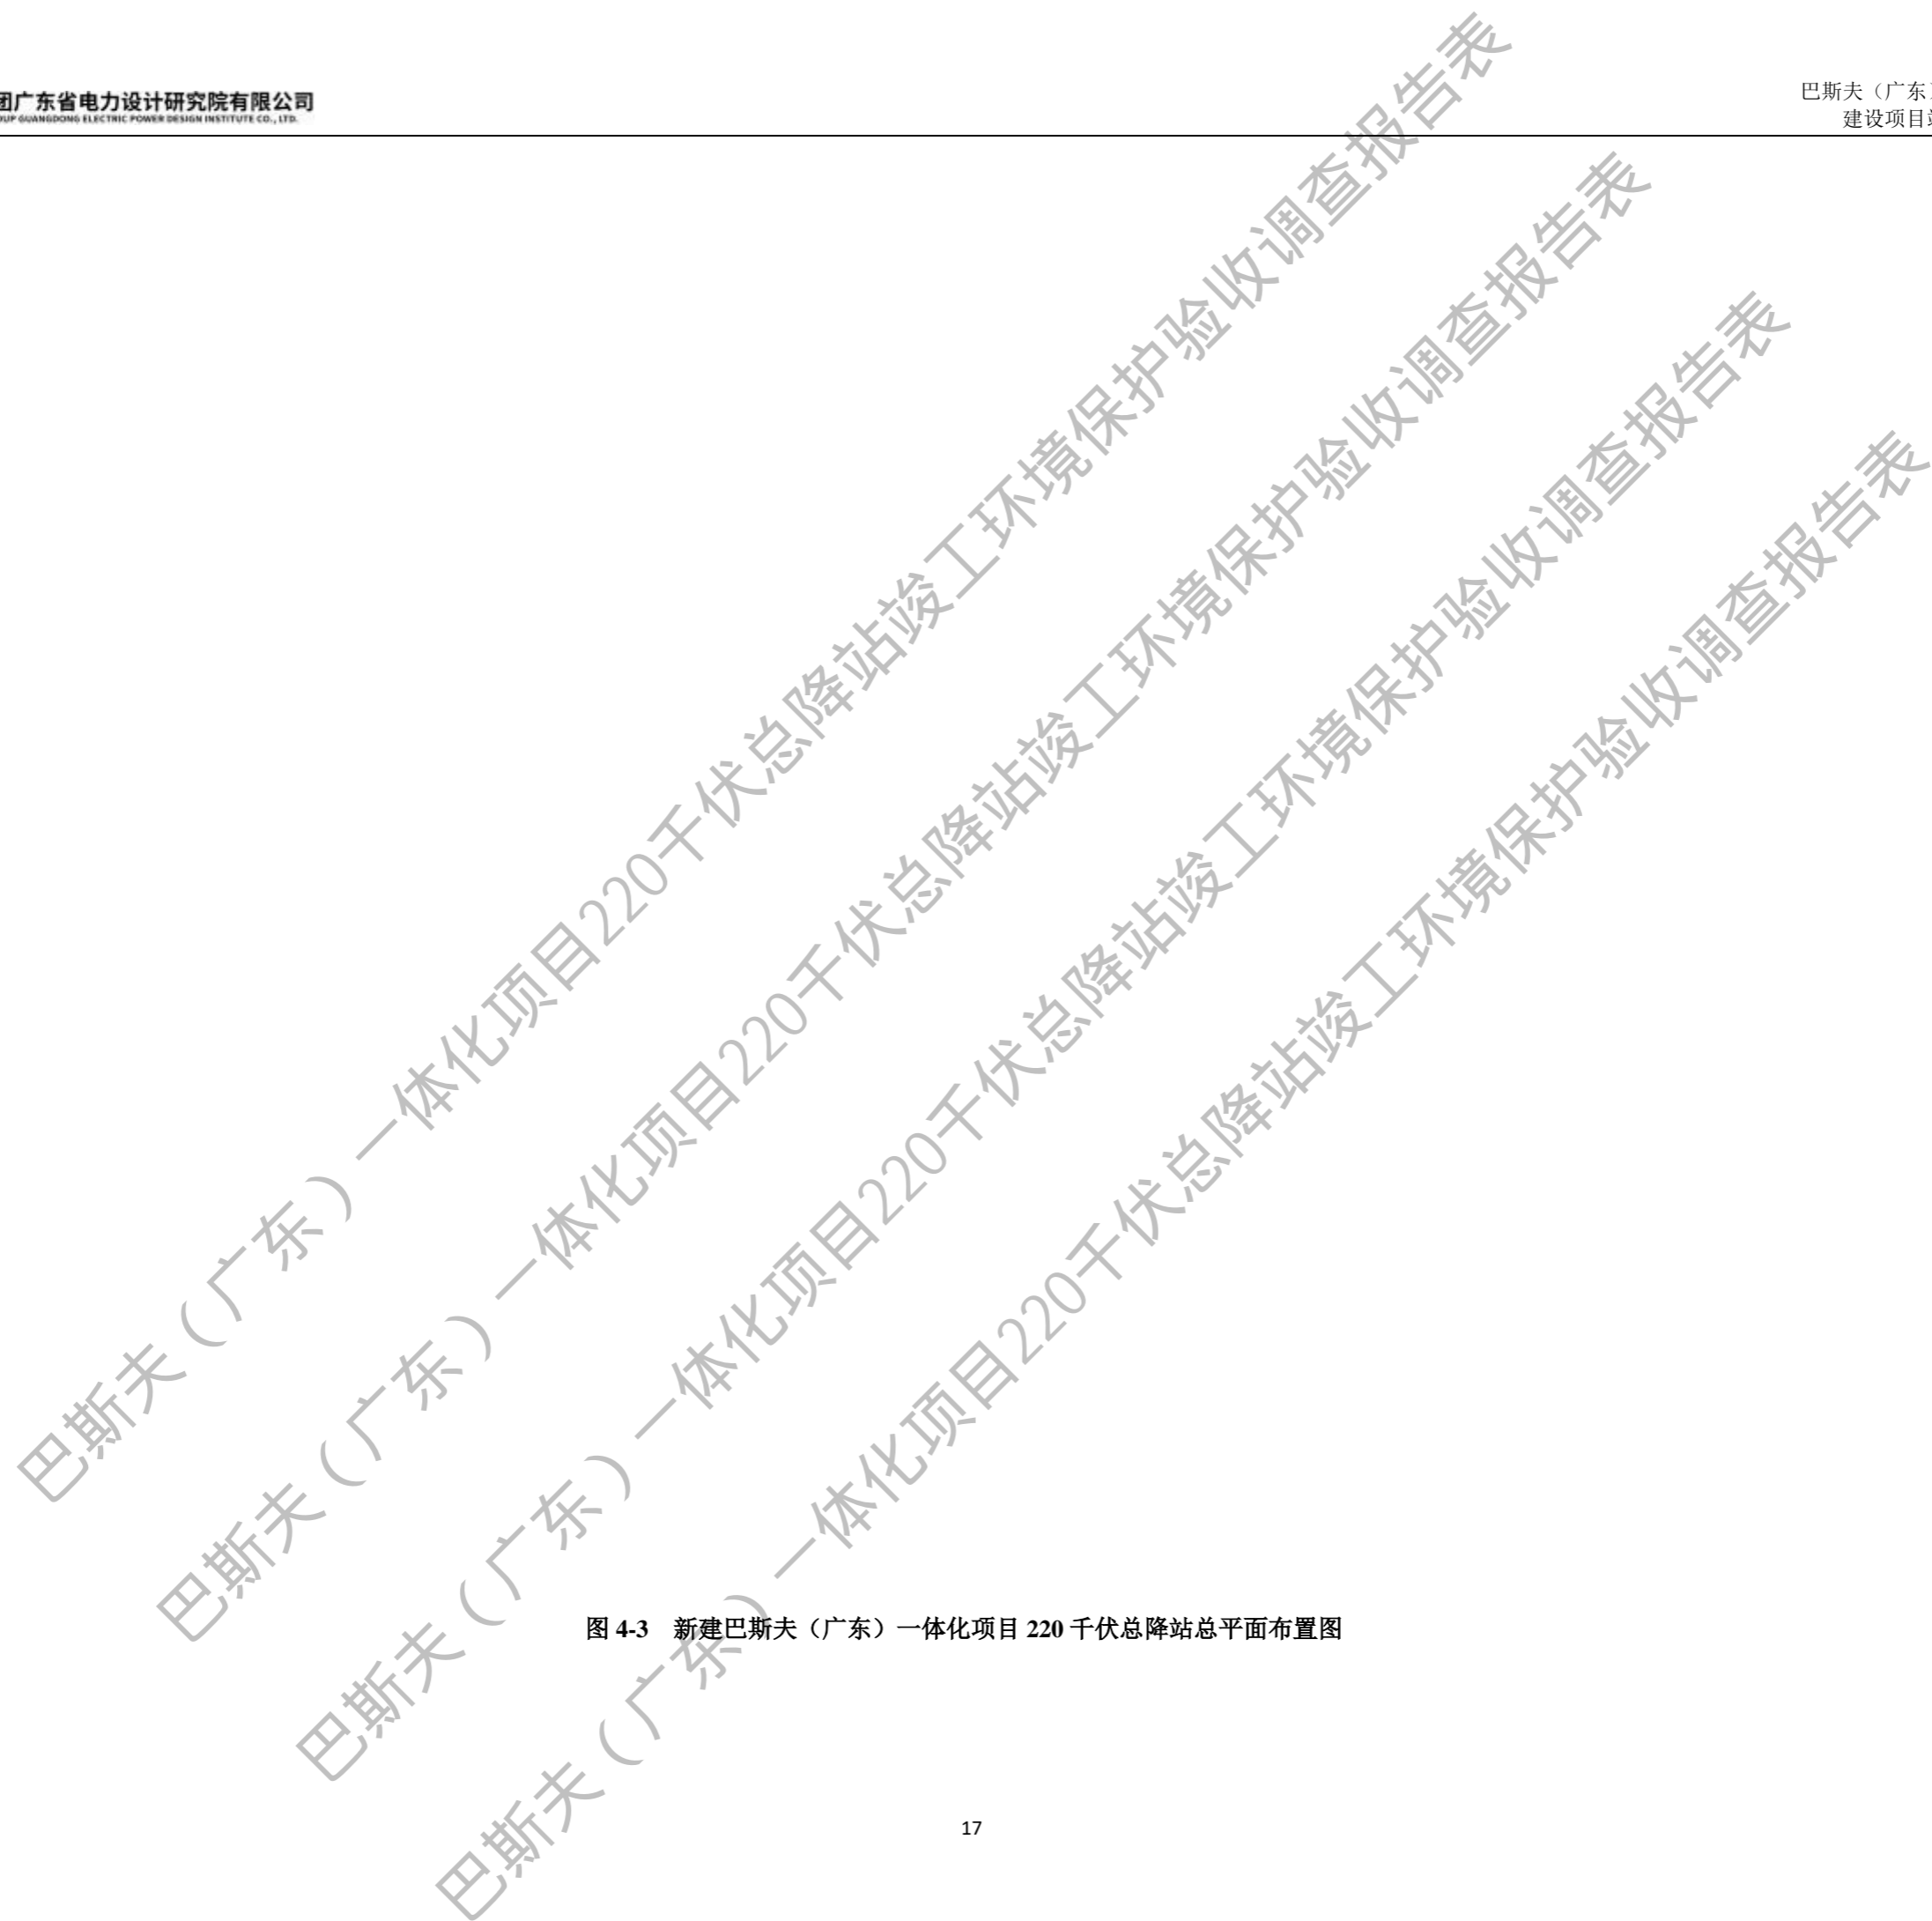 团广东省电力设计研究院有限公司
OUP GUANGDONG ELECTRIC POWER DESIGN INSTITUTE CO., LTD.
巴斯夫（广东）
建设项目竣
巴斯夫（广东）一体化项目220千伏总降站竣工环境保护验收调查报告表
巴斯夫（广东）一体化项目220千伏总降站竣工环境保护验收调查报告表
巴斯夫（广东）一体化项目220千伏总降站竣工环境保护验收调查报告表
巴斯夫（广东）一体化项目220千伏总降站竣工环境保护验收调查报告表
图 4-3 新建巴斯夫（广东）一体化项目 220 千伏总降站总平面布置图
17